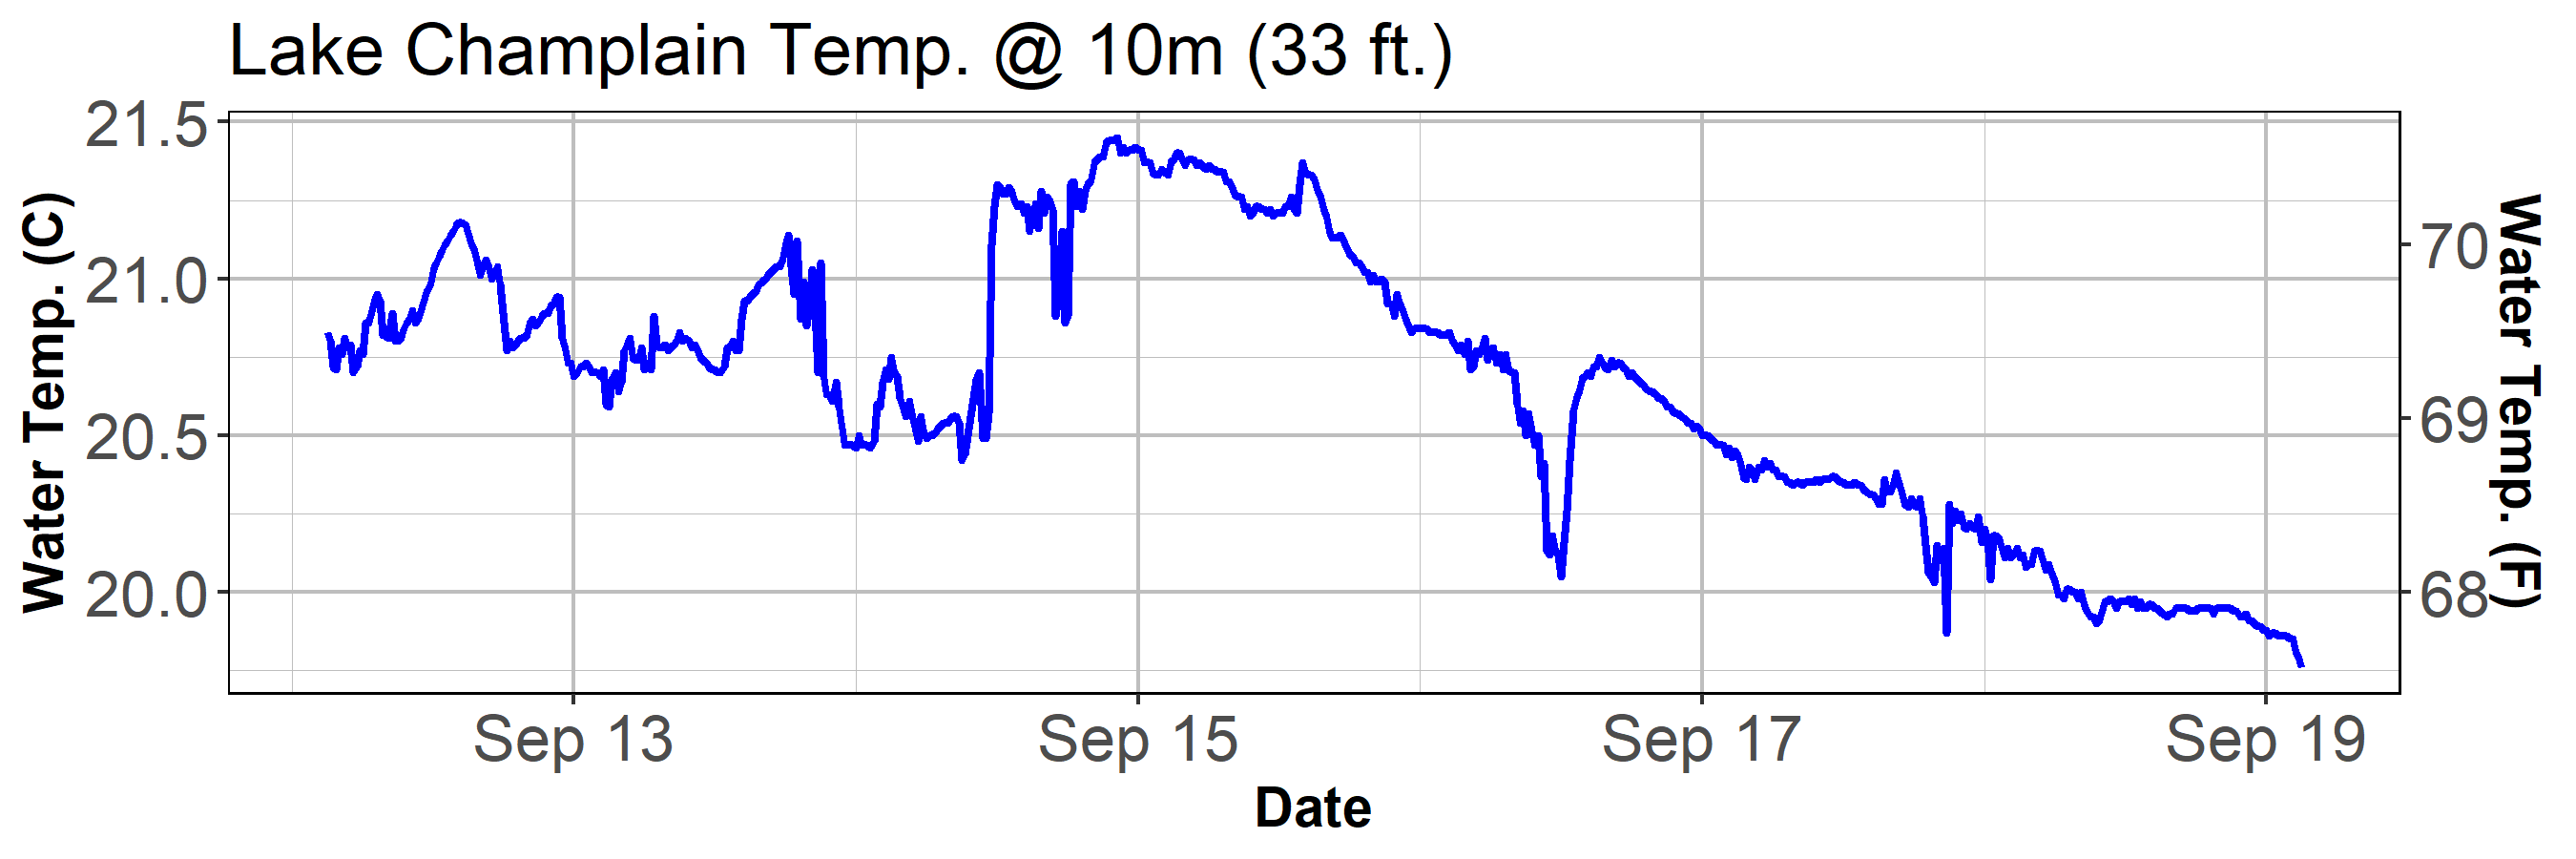 Lake Champlain Temp. @ 10m (33 ft.)
Water Temp. (C)
21.5
21.0
20.5
20.0
70
69
68
Water Temp. (F)
Sep 13
Sep 15
Sep 17
Sep 19
Date